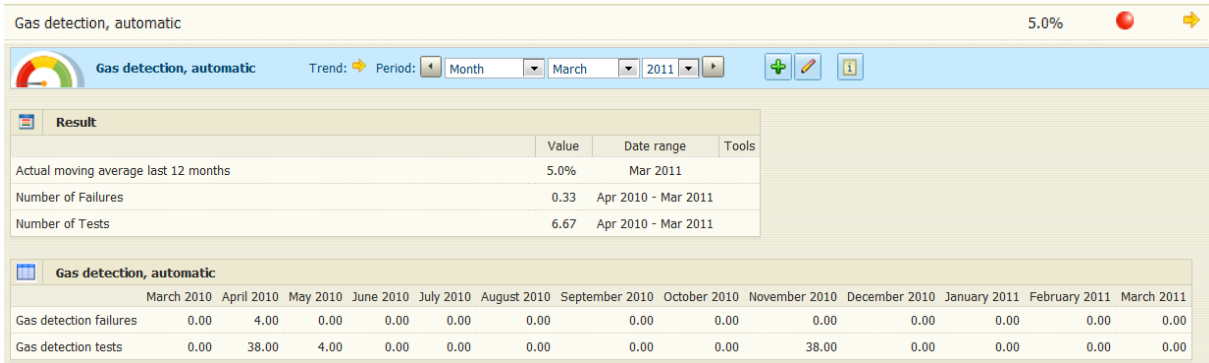 Gas detection, automatic 5.0%
Gas detection, automatic Trend: Period: Month March 2011
Result
Value Date range Tools
Actual moving average last 12 months 5.0% Mar 2011
Number of Failures 0.33 Apr 2010 - Mar 2011
Number of Tests 6.67 Apr 2010 - Mar 2011
Gas detection, automatic
March 2010 April 2010 May 2010 June 2010 July 2010 August 2010 September 2010 October 2010 November 2010 December 2010 January 2011 February 2011 March 2011
Gas detection failures 0.00 4.00 0.00 0.00 0.00 0.00 0.00 0.00 0.00 0.00 0.00 0.00 0.00
Gas detection tests 0.00 38.00 4.00 0.00 0.00 0.00 0.00 0.00 38.00 0.00 0.00 0.00 0.00